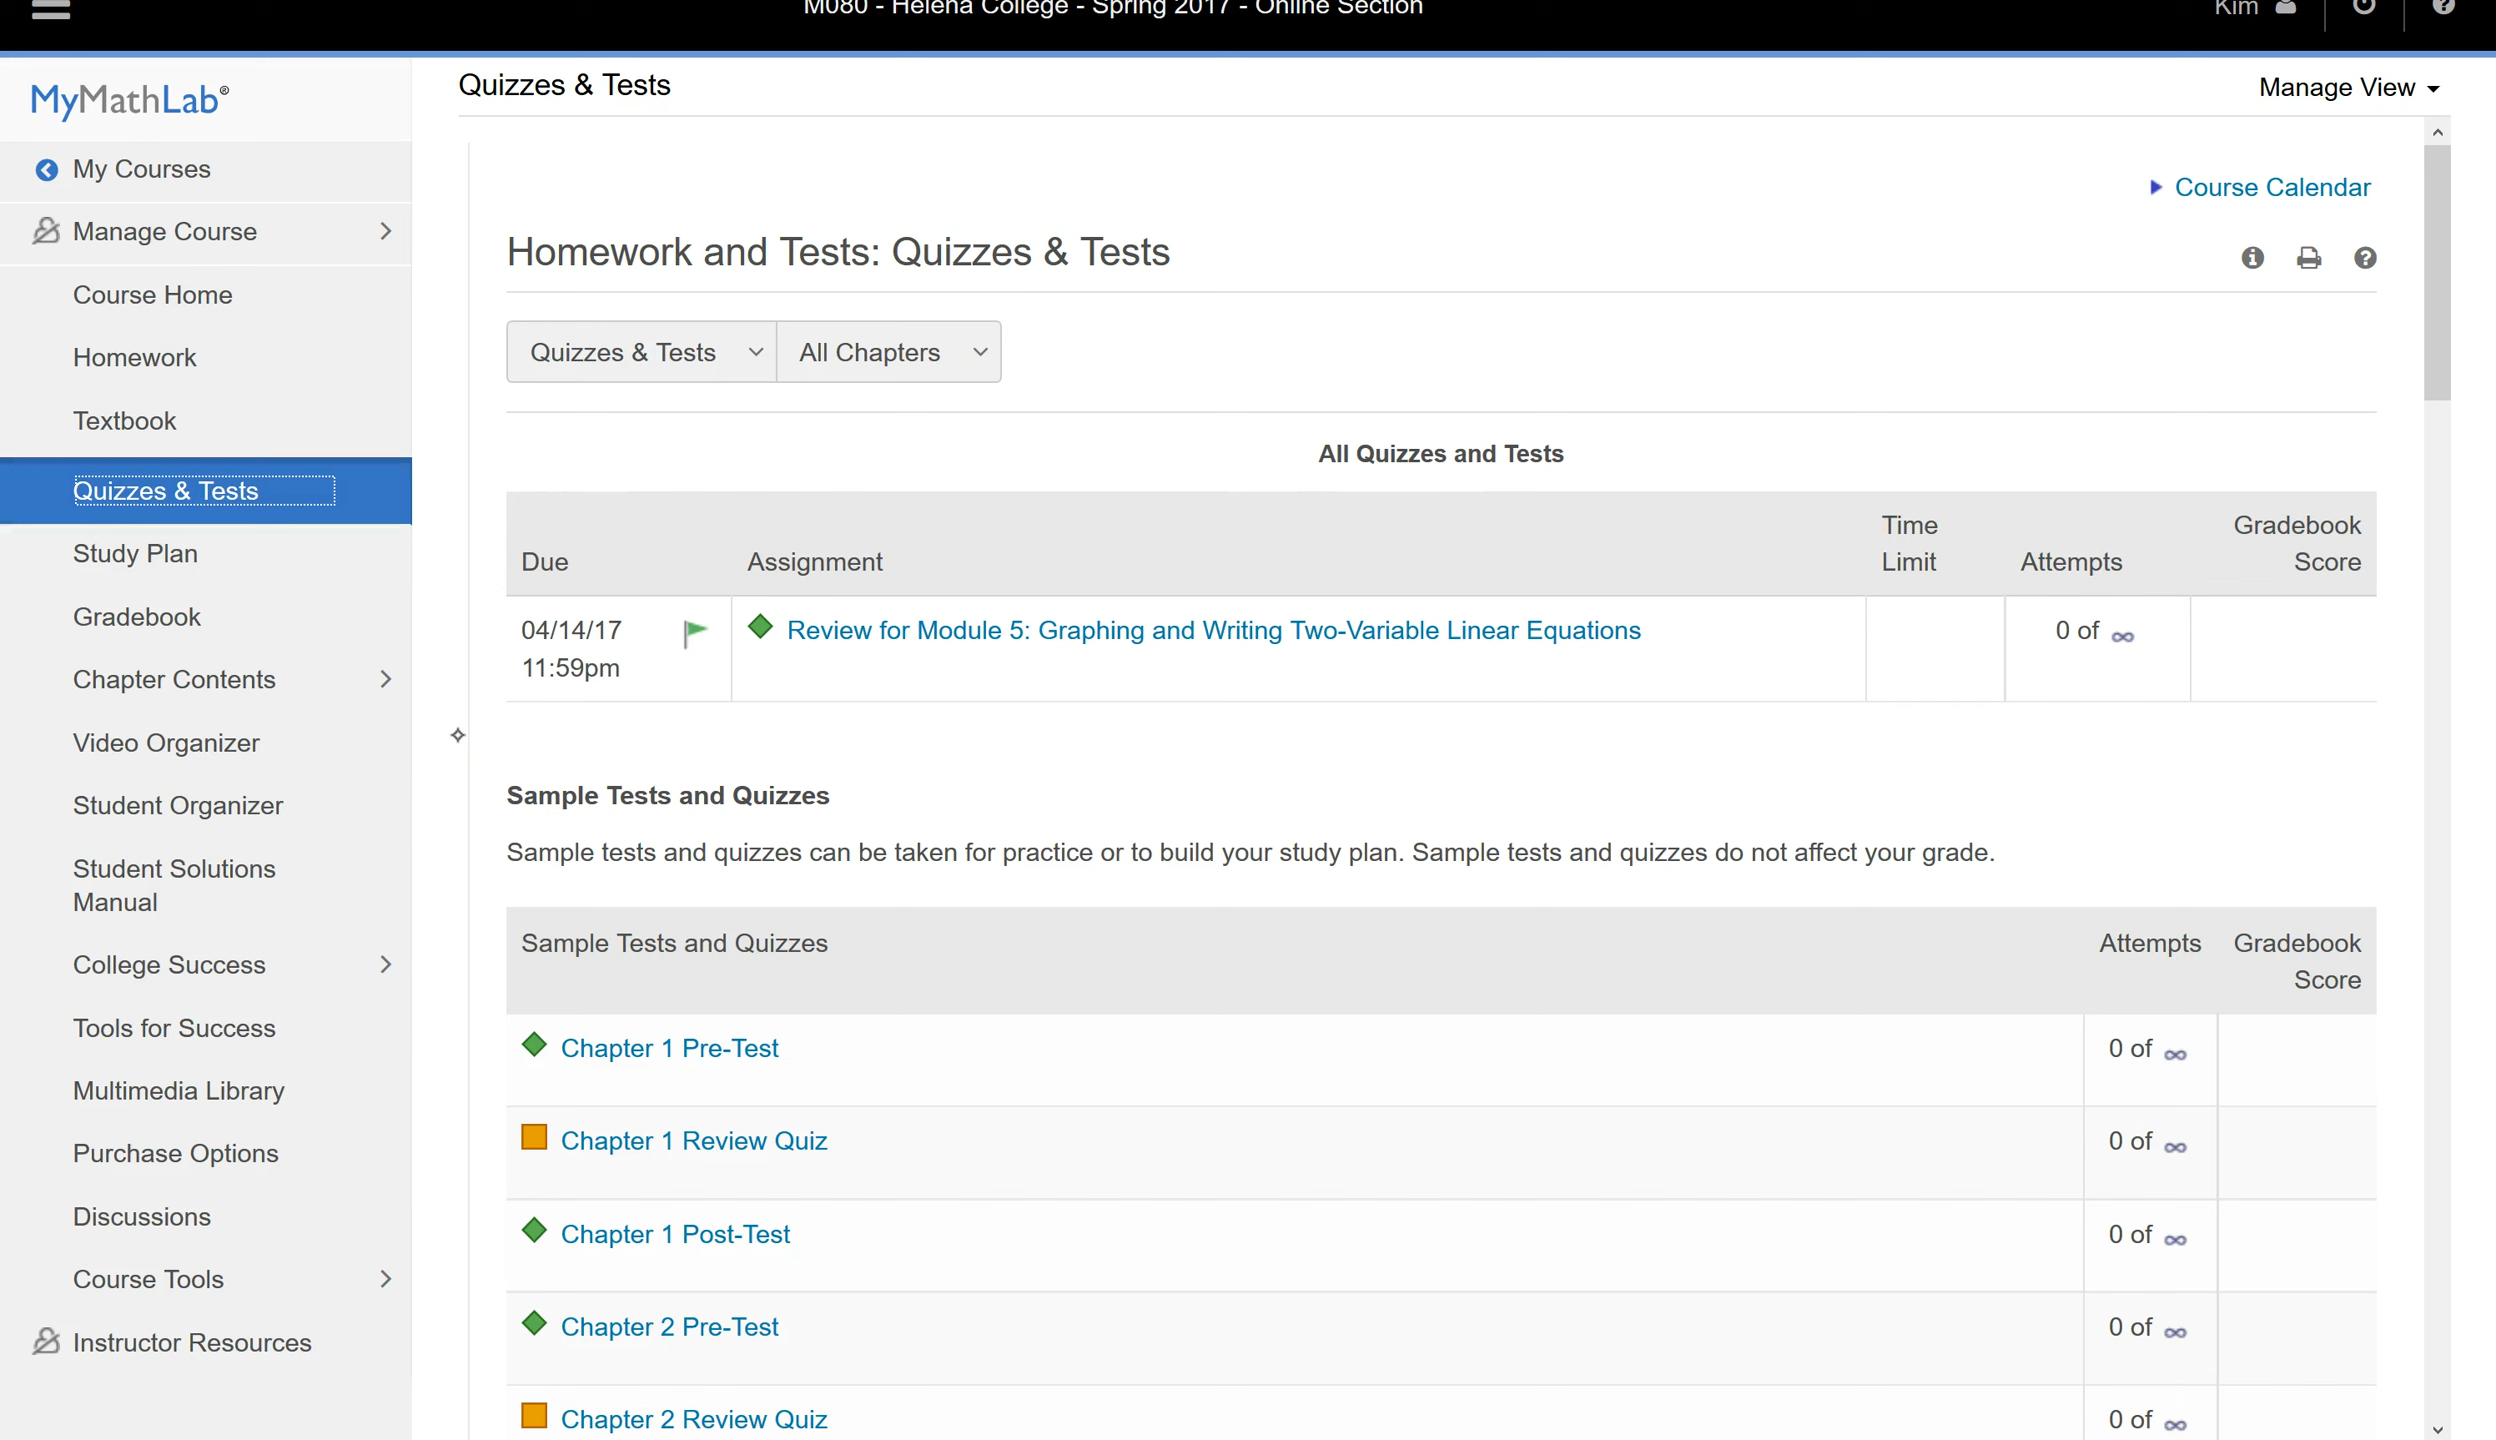 M080 - Helena College - Spring 2017 - Online Section
Kim
MyMathLab®
Quizzes & Tests
Manage View
My Courses
Manage Course
Course Home
Homework
Textbook
Quizzes & Tests
Study Plan
Gradebook
Chapter Contents
Video Organizer
Student Organizer
Student Solutions
Manual
College Success
Tools for Success
Multimedia Library
Purchase Options
Discussions
Course Tools
Instructor Resources
Course Calendar
Homework and Tests: Quizzes & Tests
Quizzes & Tests
All Chapters
All Quizzes and Tests
Due Assignment Time Limit Attempts Gradebook Score
04/14/17 Review for Module 5: Graphing and Writing Two-Variable Linear Equations 0 of ∞
11:59pm
Sample Tests and Quizzes
Sample tests and quizzes can be taken for practice or to build your study plan. Sample tests and quizzes do not affect your grade.
Sample Tests and Quizzes Attempts Gradebook Score
Chapter 1 Pre-Test 0 of ∞
Chapter 1 Review Quiz 0 of ∞
Chapter 1 Post-Test 0 of ∞
Chapter 2 Pre-Test 0 of ∞
Chapter 2 Review Quiz 0 of ∞